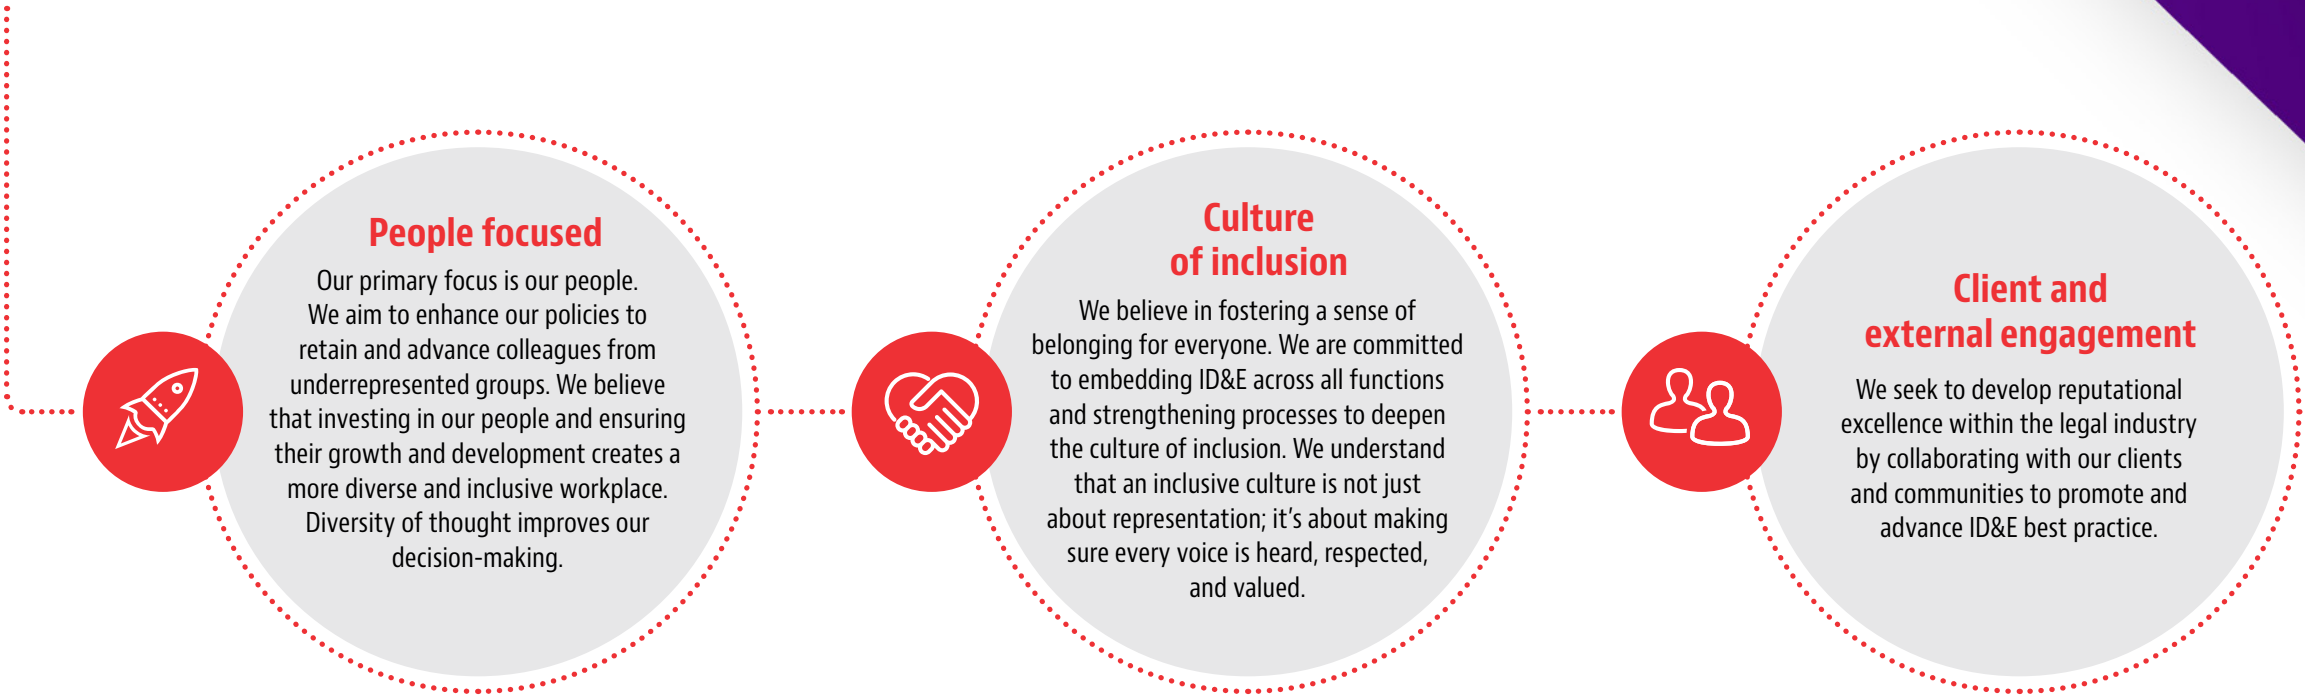 People focused
Our primary focus is our people.
We aim to enhance our policies to
retain and advance colleagues from
underrepresented groups. We believe
that investing in our people and ensuring
their growth and development creates a
more diverse and inclusive workplace.
Diversity of thought improves our
decision-making.
Culture
of inclusion
We believe in fostering a sense of
belonging for everyone. We are committed
to embedding ID&E across all functions
and strengthening processes to deepen
the culture of inclusion. We understand
that an inclusive culture is not just
about representation; it’s about making
sure every voice is heard, respected,
and valued.
Client and
external engagement
We seek to develop reputational
excellence within the legal industry
by collaborating with our clients
and communities to promote and
advance ID&E best practice.